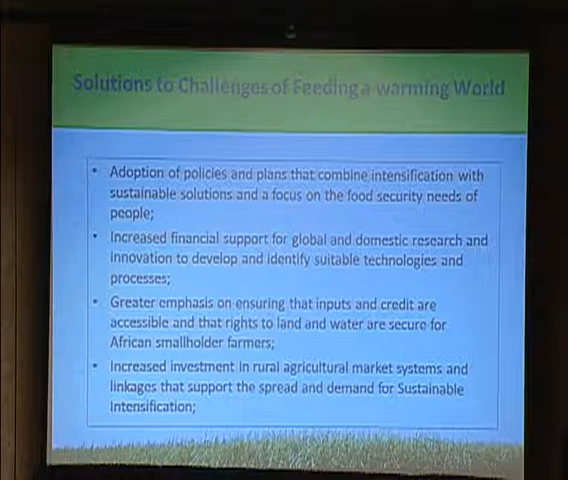 Solutions to Challenges of Feeding a warming World
• Adoption of policies and plans that combine intensification with
sustainable solutions and a focus on the food security needs of
people;
• Increased financial support for global and domestic research and
innovation to develop and identify suitable technologies and
processes;
• Greater emphasis on ensuring that inputs and credit are
accessible and that rights to land and water are secure for
African smallholder farmers;
• Increased investment in rural agricultural market systems and
linkages that support the spread and demand for Sustainable
Intensification;